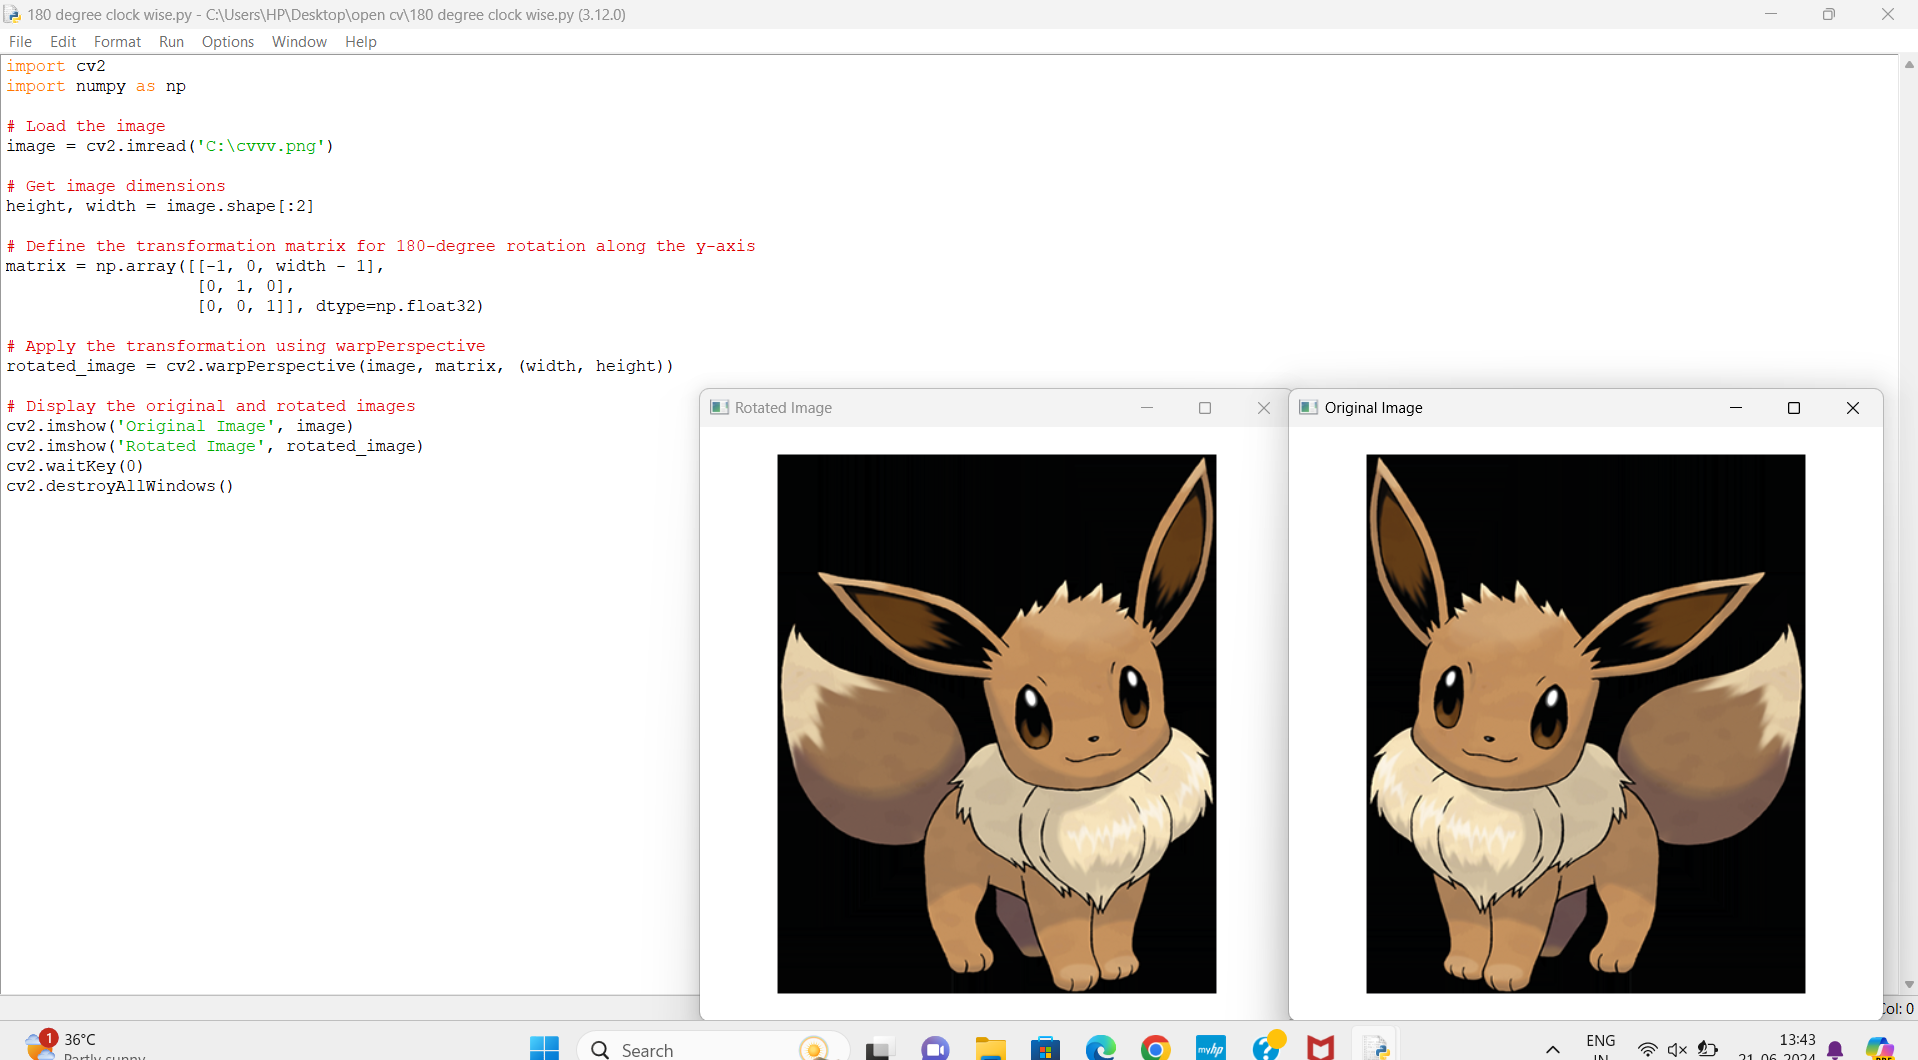 180 degree clock wise.py - C:\Users\HP\Desktop\open cv\180 degree clock wise.py (3.12.0)
File Edit Format Run Options Window Help
import cv2
import numpy as np
# Load the image
image = cv2.imread('C:\cvvv.png')
# Get image dimensions
height, width = image.shape[:2]
# Define the transformation matrix for 180-degree rotation along the y-axis
matrix = np.array([[-1, 0, width - 1],
[0, 1, 0],
[0, 0, 1]], dtype=np.float32)
# Apply the transformation using warpPerspective
rotated_image = cv2.warpPerspective(image, matrix, (width, height))
# Display the original and rotated images
cv2.imshow('Original Image', image)
cv2.imshow('Rotated Image', rotated_image)
cv2.waitKey(0)
cv2.destroyAllWindows()
Rotated Image
Original Image
Col: 0
1
36°C
Partly sunny
Search
myhp
ENG
IN
13:43
21-06-2024